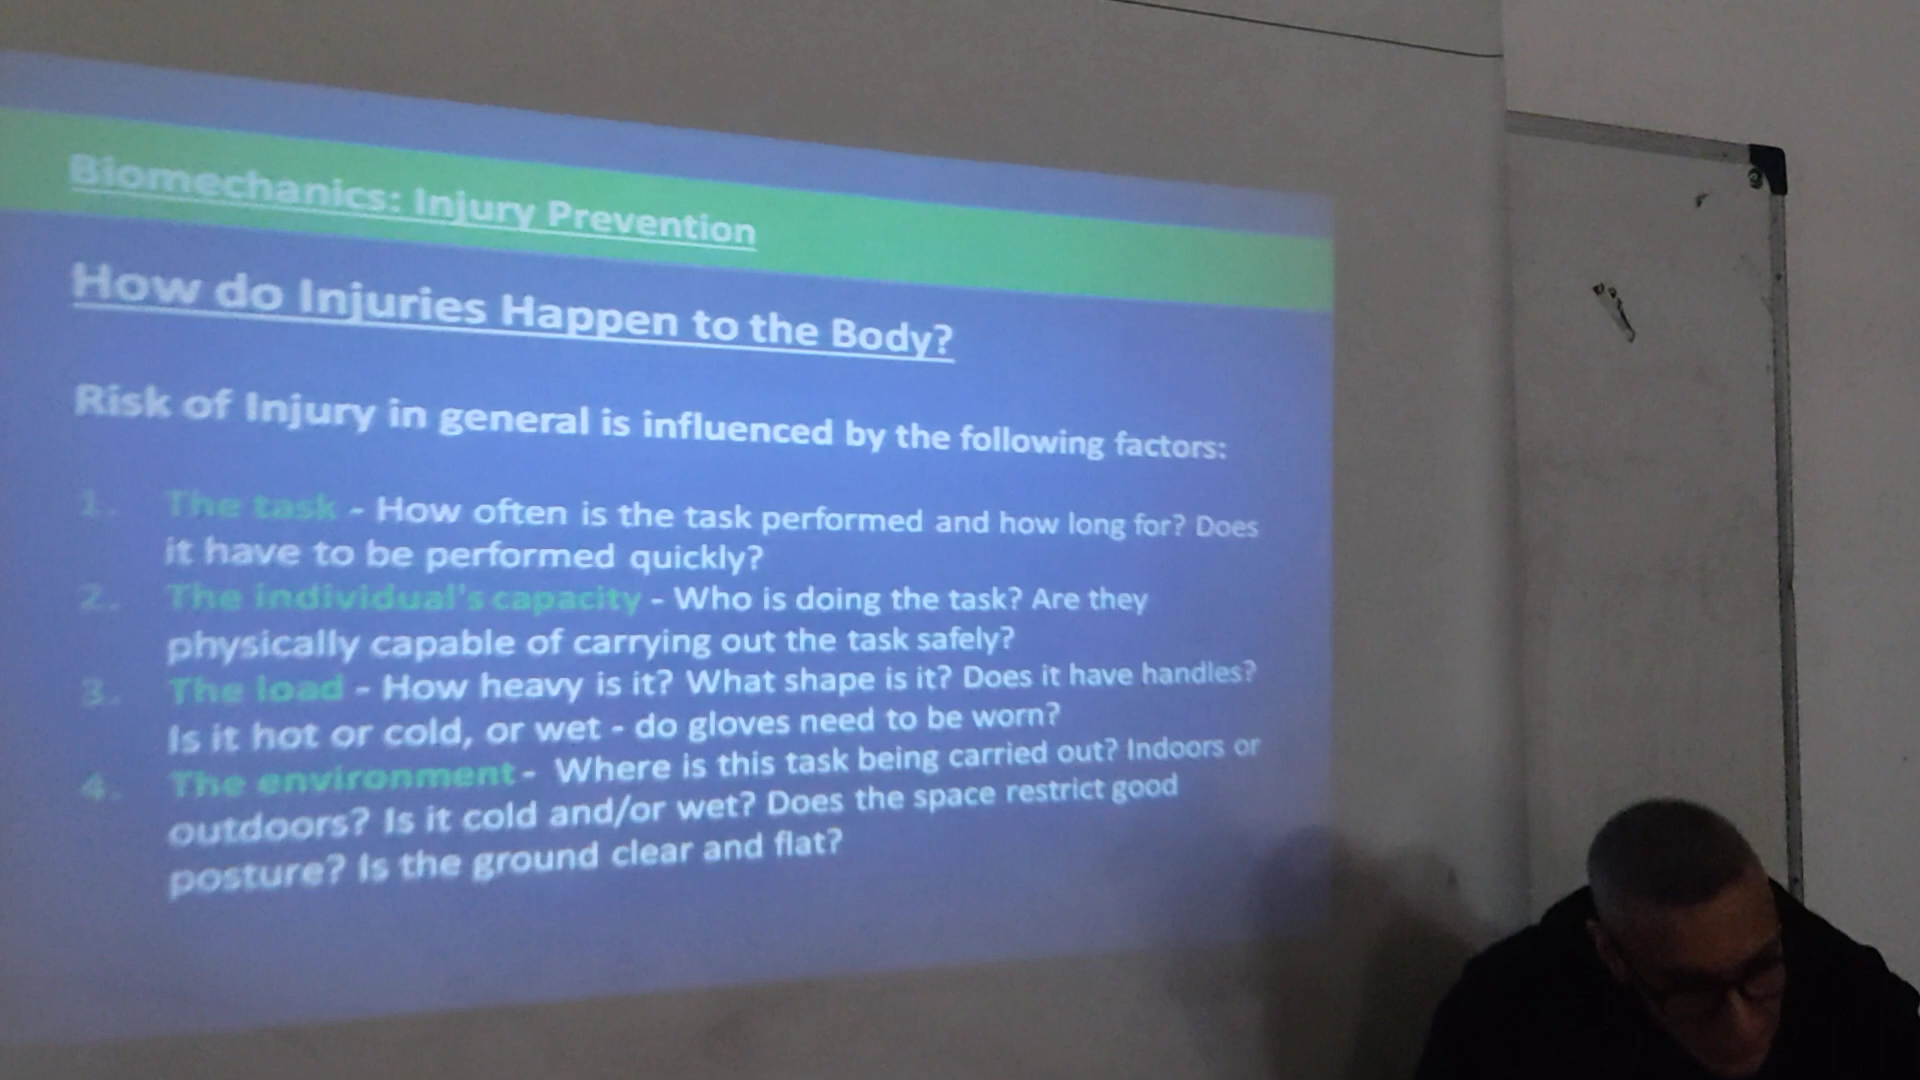 Biomechanics: Injury Prevention
How do Injuries Happen to the Body?
Risk of Injury in general is influenced by the following factors:
1. The task - How often is the task performed and how long for? Does
it have to be performed quickly?
2. The individual's capacity - Who is doing the task? Are they
physically capable of carrying out the task safely?
3. The load - How heavy is it? What shape is it? Does it have handles?
Is it hot or cold, or wet - do gloves need to be worn?
4. The environment - Where is this task being carried out? Indoors or
outdoors? Is it cold and/or wet? Does the space restrict good
posture? Is the ground clear and flat?